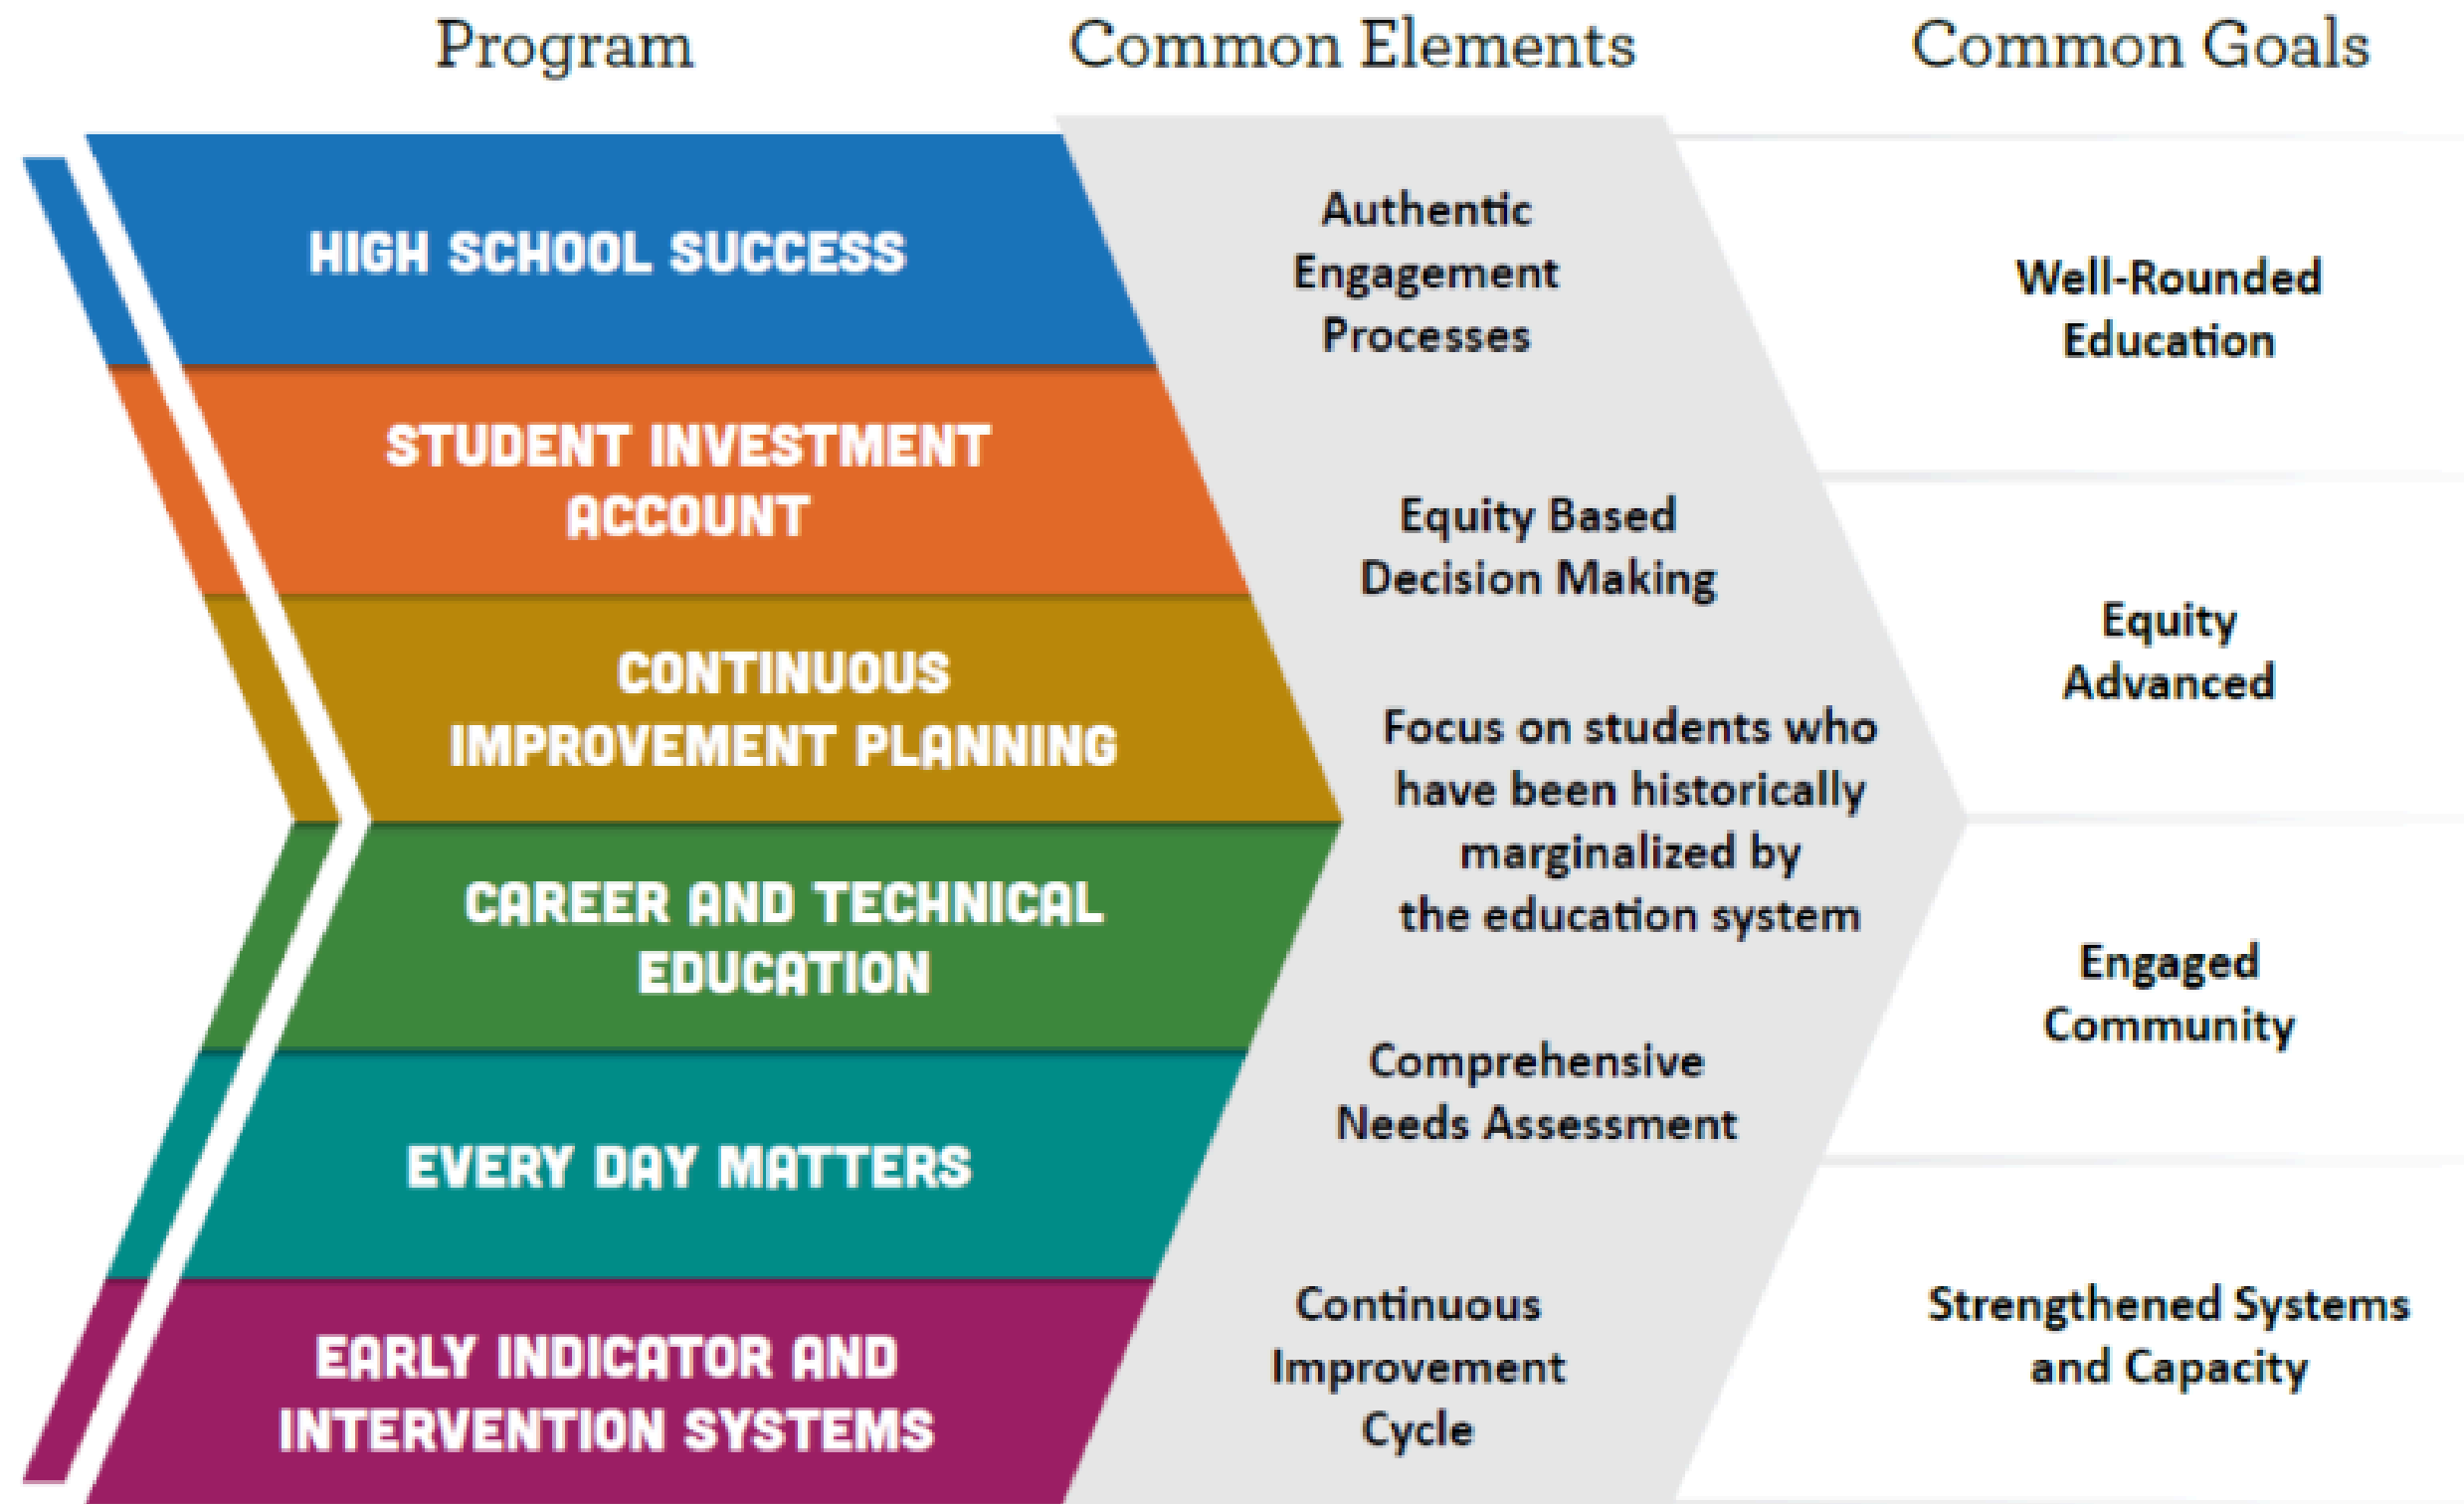 Program
Common Elements
Common Goals
HIGH SCHOOL SUCCESS
STUDENT INVESTMENT
ACCOUNT
CONTINUOUS
IMPROVEMENT PLANNING
CAREER AND TECHNICAL
EDUCATION
EVERY DAY MATTERS
EARLY INDICATOR AND
INTERVENTION SYSTEMS
Authentic
Engagement
Processes
Equity Based
Decision Making
Focus on students who
have been historically
marginalized by
the education system
Comprehensive
Needs Assessment
Continuous
Improvement
Cycle
Well-Rounded
Education
Equity
Advanced
Engaged
Community
Strengthened Systems
and Capacity